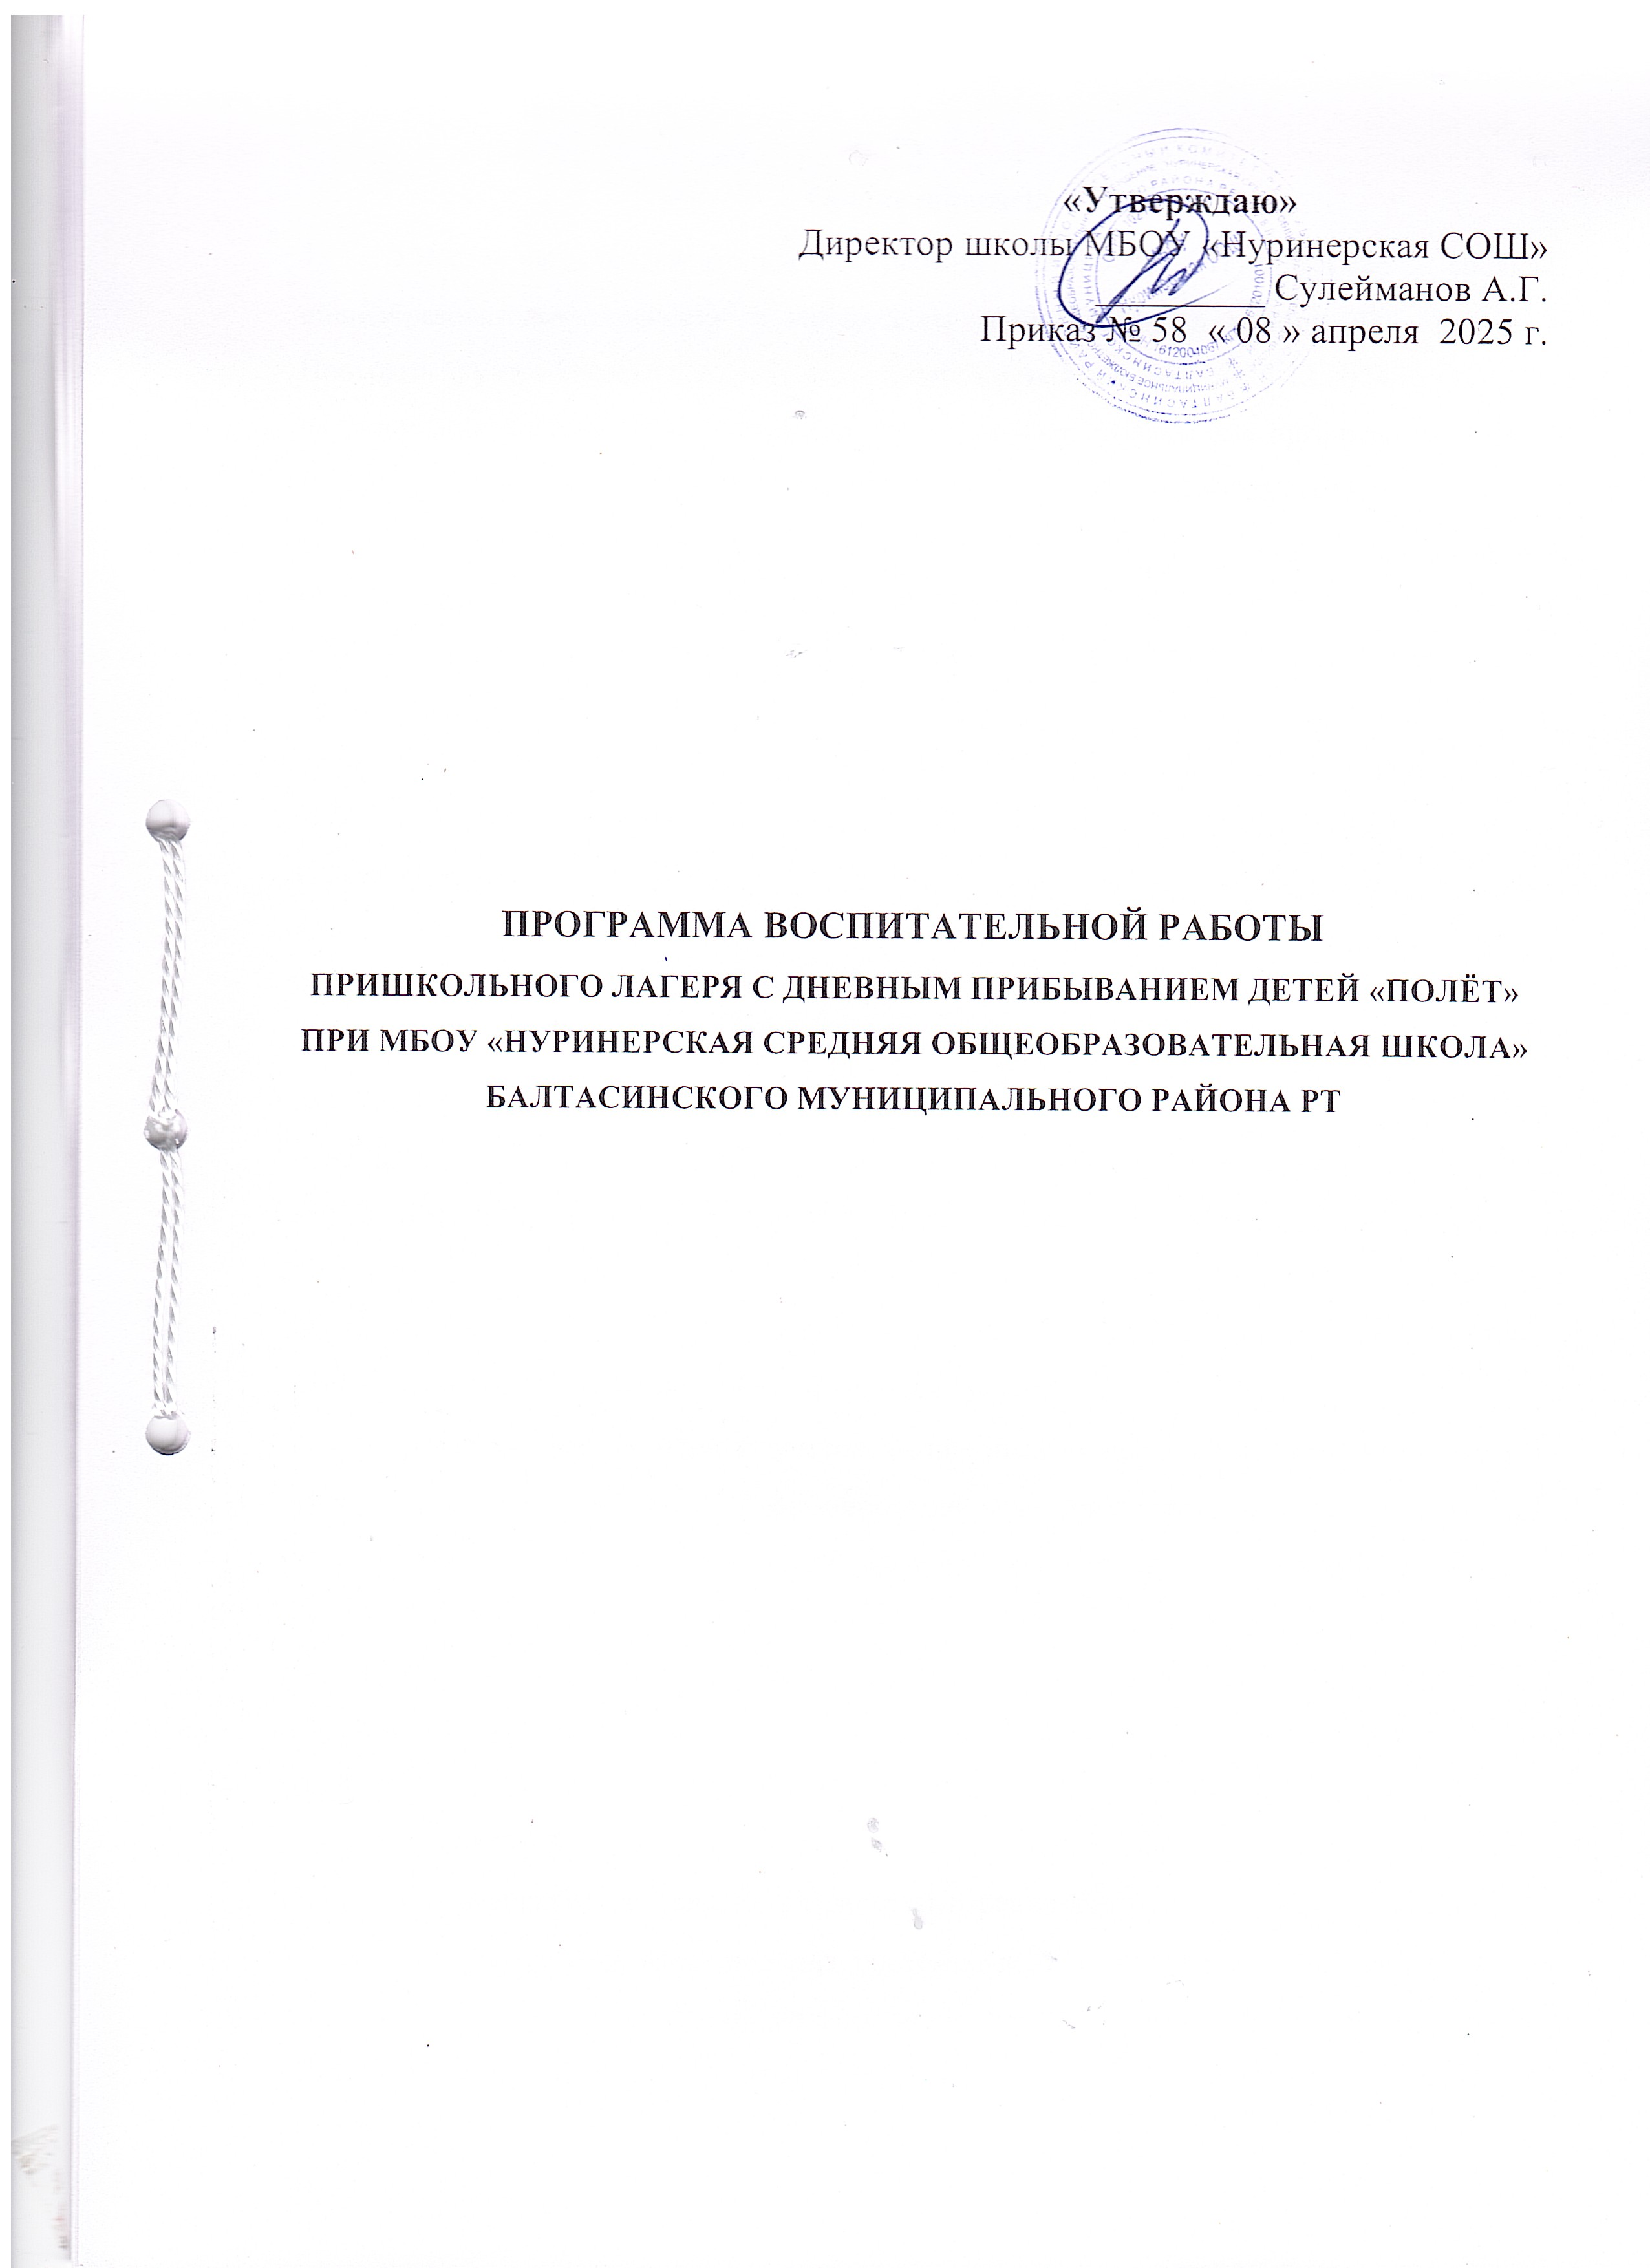 «Утверждаю»
Директор школы МБОУ «Нуринерская СОШ»
_________ Сулейманов А.Г.
Приказ № 58 « 08 » апреля 2025 г.
ПРОГРАММА ВОСПИТАТЕЛЬНОЙ РАБОТЫ
ПРИШКОЛЬНОГО ЛАГЕРЯ С ДНЕВНЫМ ПРИБЫВАНИЕМ ДЕТЕЙ «ПОЛЁТ»
ПРИ МБОУ «НУРИНЕРСКАЯ СРЕДНЯЯ ОБЩЕОБРАЗОВАТЕЛЬНАЯ ШКОЛА»
БАЛТАСИНСКОГО МУНИЦИПАЛЬНОГО РАЙОНА РТ